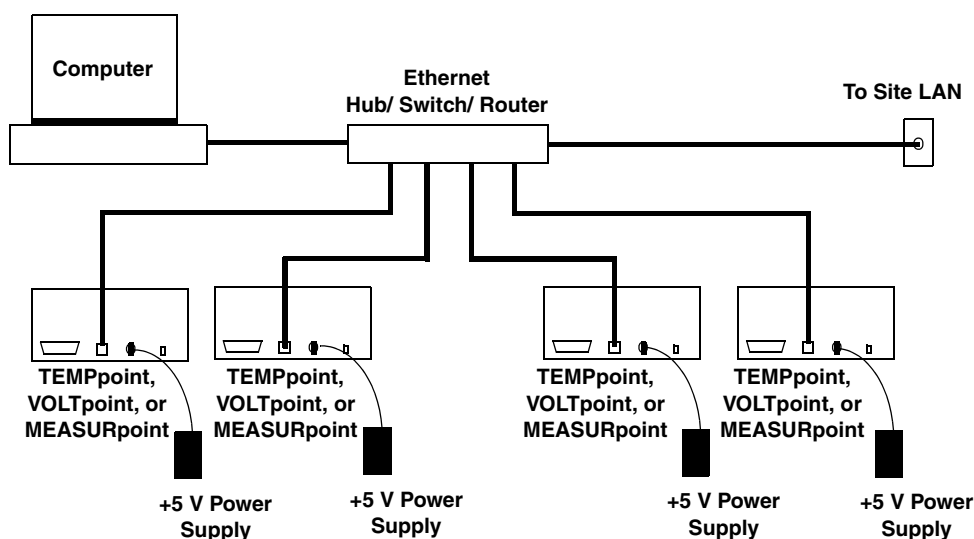 Computer
Ethernet
Hub/ Switch/ Router
To Site LAN
TEMPpoint,
VOLTpoint, or
MEASURpoint
TEMPpoint,
VOLTpoint, or
MEASURpoint
TEMPpoint,
VOLTpoint, or
MEASURpoint
TEMPpoint,
VOLTpoint, or
MEASURpoint
+5 V Power
Supply
+5 V Power
Supply
+5 V Power
Supply
+5 V Power
Supply